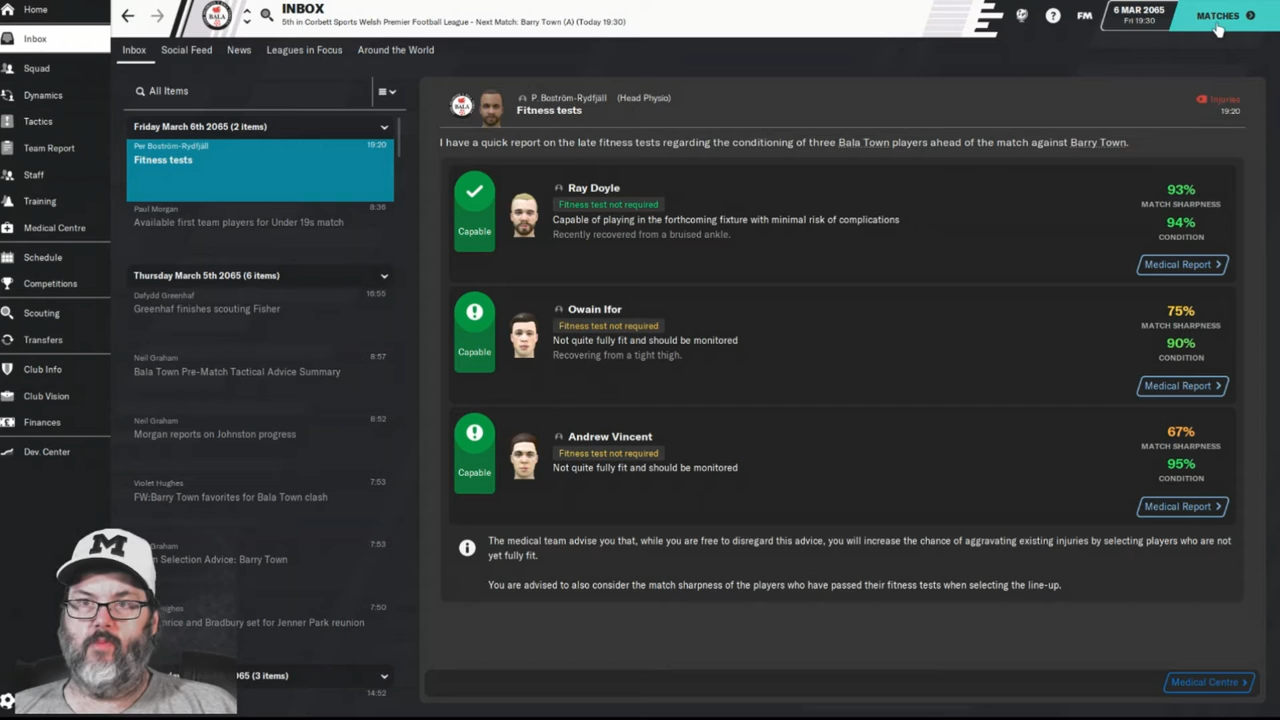 Home
INBOX
5th in Corbett Sports Welsh Premier Football League - Next Match: Barry Town (A) (Today 19:30)
FM
6 MAR 2065
Fri 19:30
MATCHES
Inbox
Squad
Dynamics
Tactics
Team Report
Staff
Training
Medical Centre
Schedule
Competitions
Scouting
Transfers
Club Info
Club Vision
Finances
Dev. Center
Inbox
Social Feed
News
Leagues in Focus
Around the World
All Items
Friday March 6th 2065 (2 items)
Per Boström-Rydfjäll
19:20
Fitness tests
Paul Morgan
8:36
Available first team players for Under 19s match
Thursday March 5th 2065 (6 items)
Dafydd Greenhaf
16:55
Greenhaf finishes scouting Fisher
Neil Graham
8:57
Bala Town Pre-Match Tactical Advice Summary
Neil Graham
8:52
Morgan reports on Johnston progress
Violet Hughes
7:53
FW:Barry Town favorites for Bala Town clash
Graham
7:53
Selection Advice: Barry Town
7:50
rice and Bradbury set for Jenner Park reunion
65 (3 items)
14:52
P. Boström-Rydfjäll (Head Physio)
Fitness tests
Injuries
19:20
I have a quick report on the late fitness tests regarding the conditioning of three Bala Town players ahead of the match against Barry Town.
Capable
Ray Doyle
Fitness test not required
Capable of playing in the forthcoming fixture with minimal risk of complications
Recently recovered from a bruised ankle.
93%
MATCH SHARPNESS
94%
CONDITION
Medical Report
Capable
Owain Ifor
Fitness test not required
Not quite fully fit and should be monitored
Recovering from a tight thigh.
75%
MATCH SHARPNESS
90%
CONDITION
Medical Report
Capable
Andrew Vincent
Fitness test not required
Not quite fully fit and should be monitored
67%
MATCH SHARPNESS
95%
CONDITION
Medical Report
The medical team advise you that, while you are free to disregard this advice, you will increase the chance of aggravating existing injuries by selecting players who are not
yet fully fit.
You are advised to also consider the match sharpness of the players who have passed their fitness tests when selecting the line-up.
Medical Centre
M